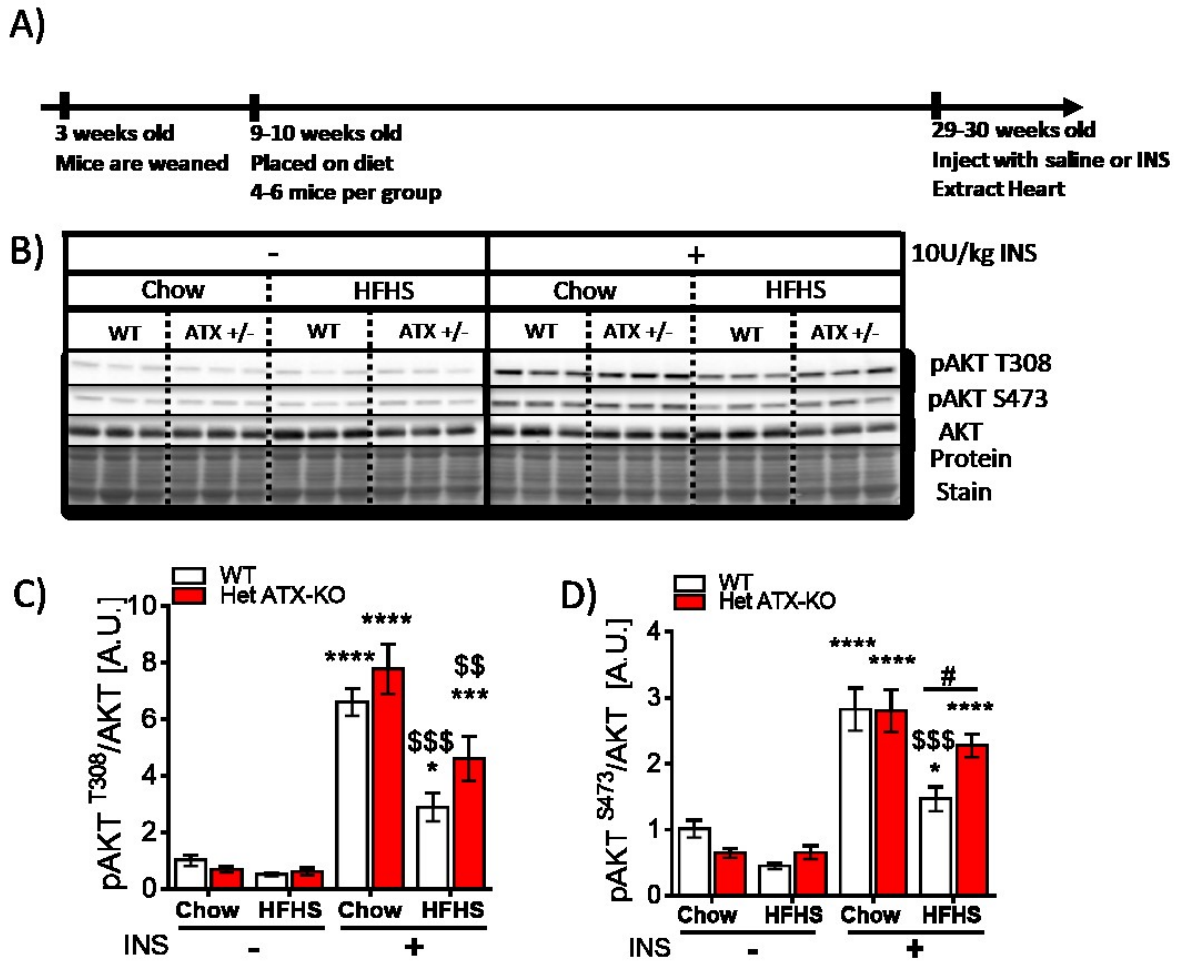 A)
3 weeks old
Mice are weaned
9-10 weeks old
Placed on diet
4-6 mice per group
29-30 weeks old
Inject with saline or INS
Extract Heart
B)
- + 10U/kg INS
Chow HFHS Chow HFHS
WT ATX +/- WT ATX +/- WT ATX +/- WT ATX +/-
pAKT T308
pAKT S473
AKT
Protein
Stain
C)
WT
Het ATX-KO
pAKT T308/AKT [A.U.]
10
8
6
4
2
0
**** **** $$$ * $$ ***
Chow HFHS Chow HFHS
INS - +
D)
WT
Het ATX-KO
pAKT S473/AKT [A.U.]
4
3
2
1
0
**** **** $$$ * # ****
Chow HFHS Chow HFHS
INS - +